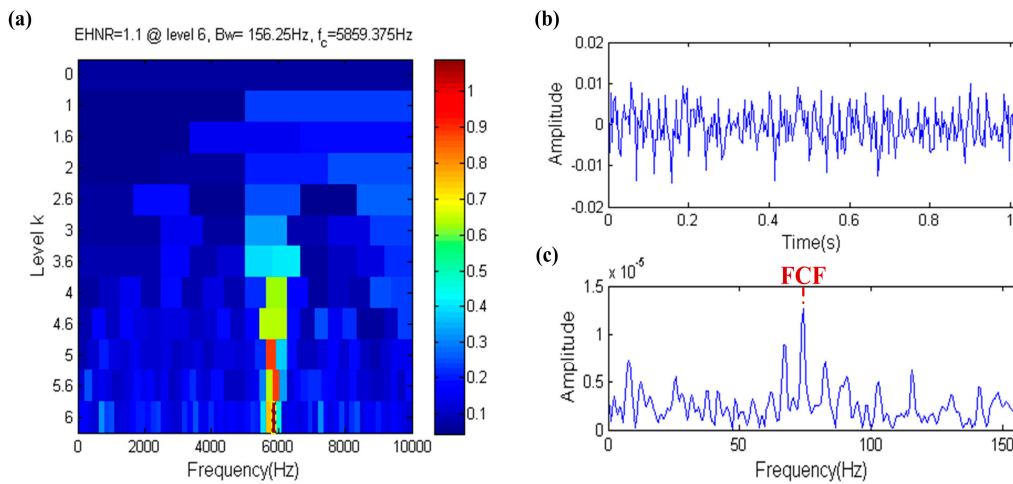 (a)
EHNR=1.1 @ level 6, Bw= 156.25Hz, f_c=5859.375Hz
Level k
0
1
1.6
2
2.6
3
3.6
4
4.6
5
5.6
6
0 2000 4000 6000 8000 10000
Frequency(Hz)
1
0.9
0.8
0.7
0.6
0.5
0.4
0.3
0.2
0.1
(b)
Amplitude
0.02
0.01
0
-0.01
-0.02
0 0.2 0.4 0.6 0.8 1
Time(s)
(c)
x 10^-5
FCF
Amplitude
1.5
1
0.5
0
0 50 100 150
Frequency(Hz)